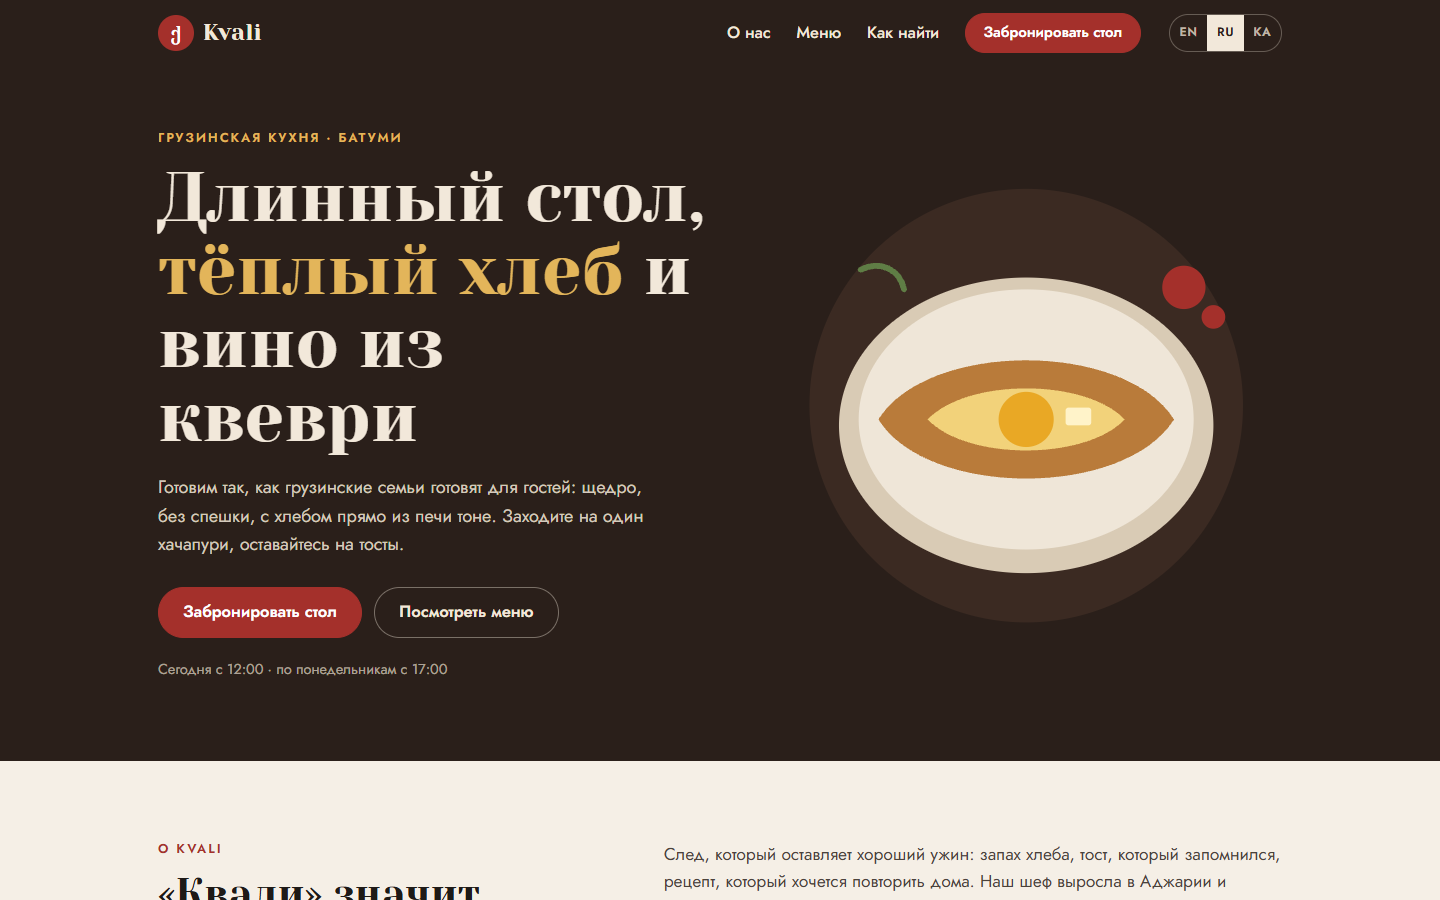 ქ Kvali
О нас Меню Как найти Забронировать стол EN RU KA
ГРУЗИНСКАЯ КУХНЯ · БАТУМИ
Длинный стол,
тёплый хлеб и
вино из
квеври
Готовим так, как грузинские семьи готовят для гостей: щедро,
без спешки, с хлебом прямо из печи тоне. Заходите на один
хачапури, оставайтесь на тосты.
Забронировать стол Посмотреть меню
Сегодня с 12:00 · по понедельникам с 17:00
О KVALI
«Квали» значит
След, который оставляет хороший ужин: запах хлеба, тост, который запомнился,
рецепт, который хочется повторить дома. Наш шеф выросла в Аджарии и